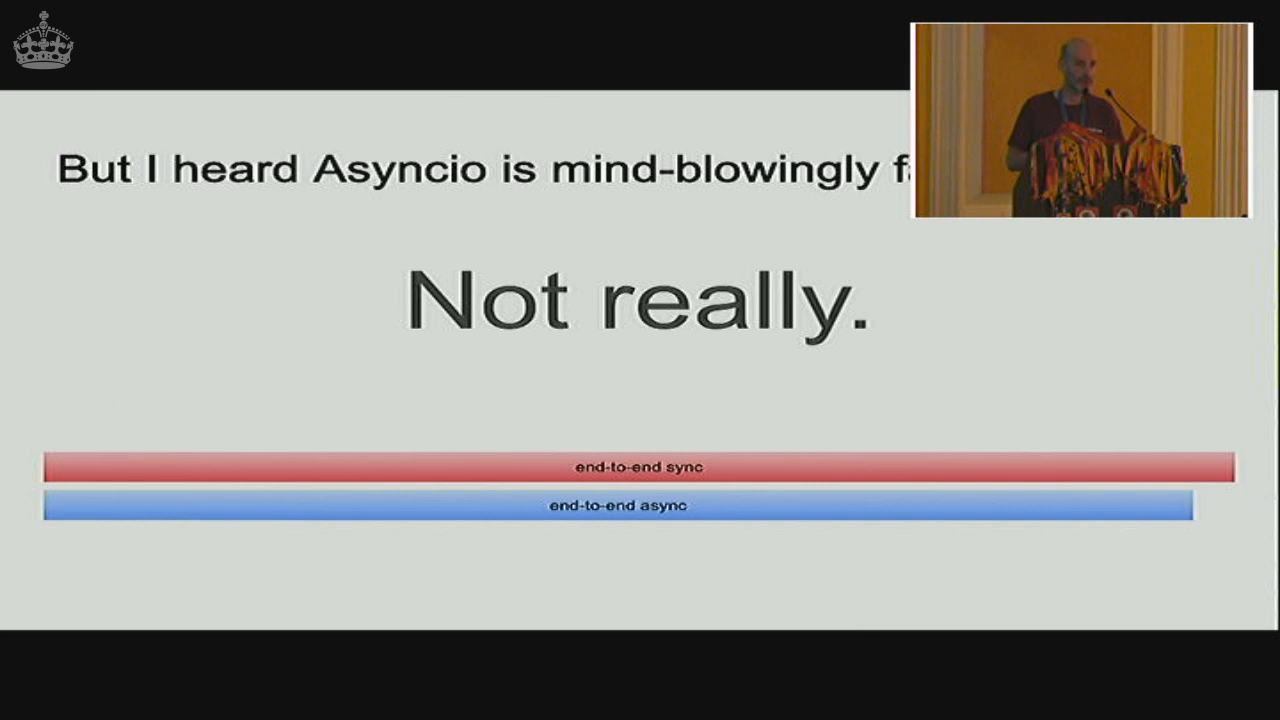 But I heard Asyncio is mind-blowingly
Not really.
end-to-end sync
end-to-end async